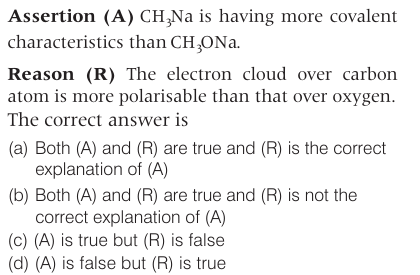 Assertion (A) CH₃Na is having more covalent
characteristics than CH₃ONa.
Reason (R) The electron cloud over carbon
atom is more polarisable than that over oxygen.
The correct answer is
(a) Both (A) and (R) are true and (R) is the correct
explanation of (A)
(b) Both (A) and (R) are true and (R) is not the
correct explanation of (A)
(c) (A) is true but (R) is false
(d) (A) is false but (R) is true